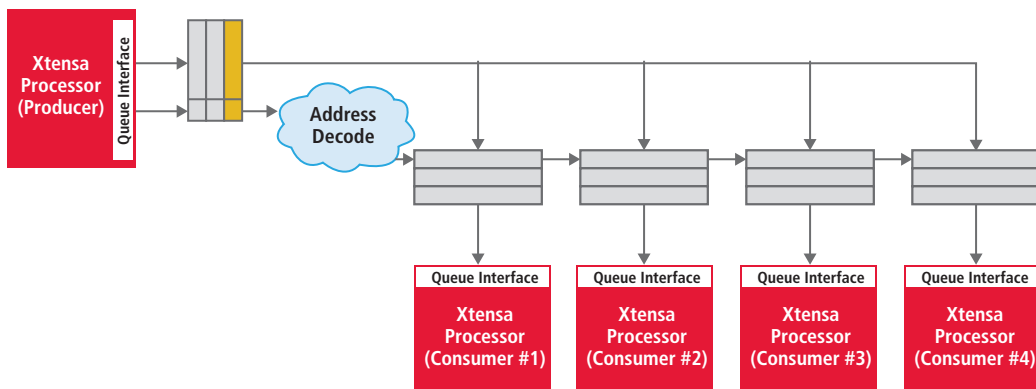 Xtensa
Processor
(Producer)
Queue Interface
Address
Decode
Queue Interface
Xtensa
Processor
(Consumer #1)
Queue Interface
Xtensa
Processor
(Consumer #2)
Queue Interface
Xtensa
Processor
(Consumer #3)
Queue Interface
Xtensa
Processor
(Consumer #4)